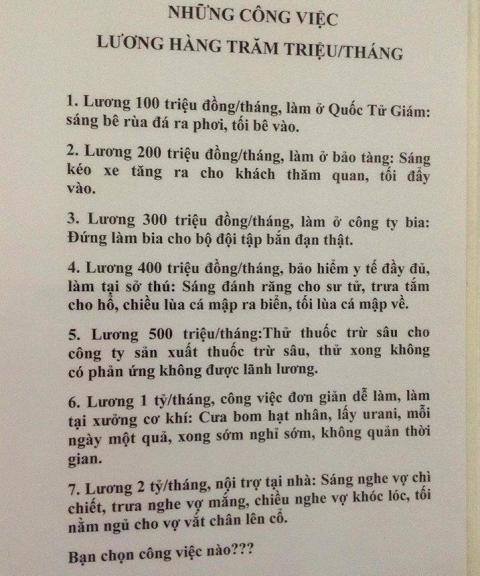 NHỮNG CÔNG VIỆC
LƯƠNG HÀNG TRĂM TRIỆU/THÁNG
1. Lương 100 triệu đồng/tháng, làm ở Quốc Tử Giám:
sáng bê rùa đá ra phơi, tối bê vào.
2. Lương 200 triệu đồng/tháng, làm ở bảo tàng: Sáng
kéo xe tăng ra cho khách thăm quan, tối đẩy
vào.
3. Lương 300 triệu đồng/tháng, làm ở công ty bia:
Đứng làm bia cho bộ đội tập bắn đạn thật.
4. Lương 400 triệu đồng/tháng, bảo hiểm y tế đầy đủ,
làm tại sở thú: Sáng đánh răng cho sư tử, trưa tắm
cho hổ, chiều lùa cá mập ra biển, tối lùa cá mập về.
5. Lương 500 triệu/tháng:Thử thuốc trừ sâu cho
công ty sản xuất thuốc trừ sâu, thử xong không
có phản ứng không được lãnh lương.
6. Lương 1 tỷ/tháng, công việc đơn giản dễ làm, làm
tại xưởng cơ khí: Cưa bom hạt nhân, lấy urani, mỗi
ngày một quả, xong sớm nghỉ sớm, không quản thời
gian.
7. Lương 2 tỷ/tháng, nội trợ tại nhà: Sáng nghe vợ chì
chiết, trưa nghe vợ mắng, chiều nghe vợ khóc lóc, tối
nằm ngủ cho vợ vắt chân lên cổ.
Bạn chọn công việc nào???